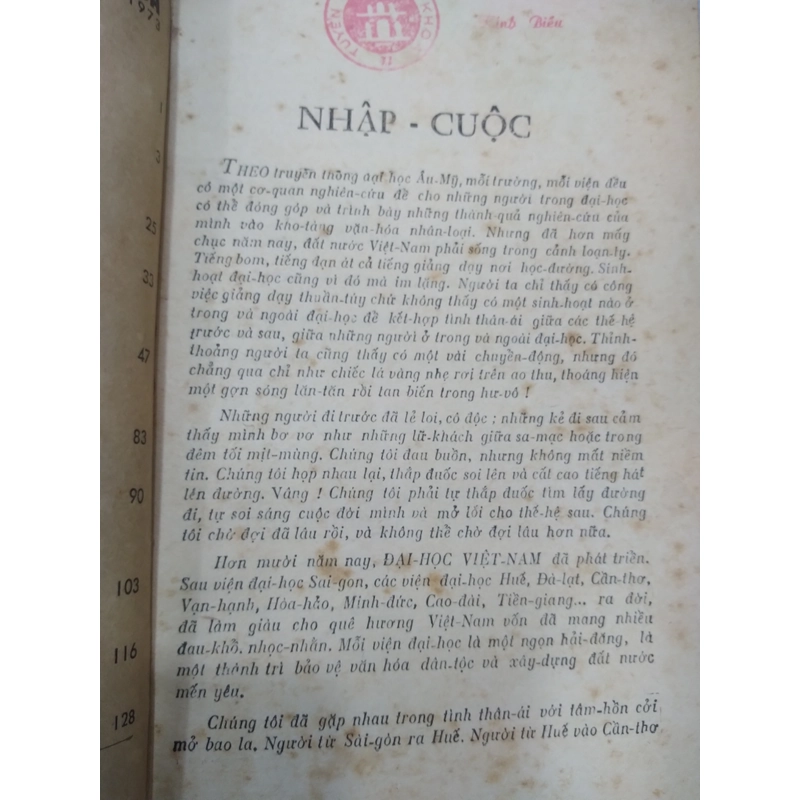 1973
1
3
25
33
47
83
90
103
116
128
TUYÊN
KHO
Biểu
NHẬP - CUỘC
THEO truyền thống đại học Âu-Mỹ, mỗi trường, mỗi viện đều
có một cơ-quan nghiên-cứu để cho những người trong đại-học
có thể đóng góp và trình bày những thành-quả nghiên-cứu của
mình vào kho-tàng văn-hóa nhân-loại. Nhưng đã hơn mấy
chục năm nay, đất nước Việt-Nam phải sống trong cảnh loạn-ly.
Tiếng bom, tiếng đạn át cả tiếng giảng dạy nơi học-đường. Sinh-
hoạt đại-học cũng vì đó mà im lặng. Người ta chỉ thấy có công
việc giảng dạy thuần-túy chứ không thấy có một sinh-hoạt nào ở
trong và ngoài đại-học để kết-hợp tình thân-ái giữa các thế-hệ
trước và sau, giữa những người ở trong và ngoài đại-học. Thỉnh-
thoảng người ta cũng thấy có một vài chuyển-động, nhưng đó
chẳng qua chỉ như chiếc lá vàng nhẹ rơi trên ao thu, thoáng hiện
một gợn sóng lăn-tăn rồi tan biến trong hư-vô !
Những người đi trước đã lẻ loi, cô độc ; những kẻ đi sau cảm
thấy mình bơ vơ như những lữ-khách giữa sa-mạc hoặc trong
đêm tối mịt-mùng. Chúng tôi đau buồn, nhưng không mất niềm
tin. Chúng tôi họp nhau lại, thắp đuốc soi lên và cất cao tiếng hát
lên đường. Vâng ! Chúng tôi phải tự thắp đuốc tìm lấy đường
đi, tự soi sáng cuộc đời mình và mở lối cho thế-hệ sau. Chúng
tôi chờ đợi đã lâu rồi, và không thể chờ đợi lâu hơn nữa.
Hơn mười năm nay, ĐẠI-HỌC VIỆT-NAM đã phát triển.
Sau viện đại-học Sai-gon, các viện đại-học Huế, Đà-lạt, Cần-thơ,
Vạn-hạnh, Hòa-hảo, Minh-đức, Cao-đài, Tiền-giang... ra đời,
đã làm giàu cho quê hương Việt-Nam vốn đã mang nhiều
đau-khổ. nhọc-nhằn. Mỗi viện đại-học là một ngọn hải-đăng, là
một thành trì bảo vệ văn hóa dân-tộc và xây-dựng đất nước
mến yêu.
Chúng tôi đã gặp nhau trong tình thân-ái với tâm-hồn cởi
mở bao la. Người từ Sài-gòn ra Huế. Người từ Huế vào Cần-thơ